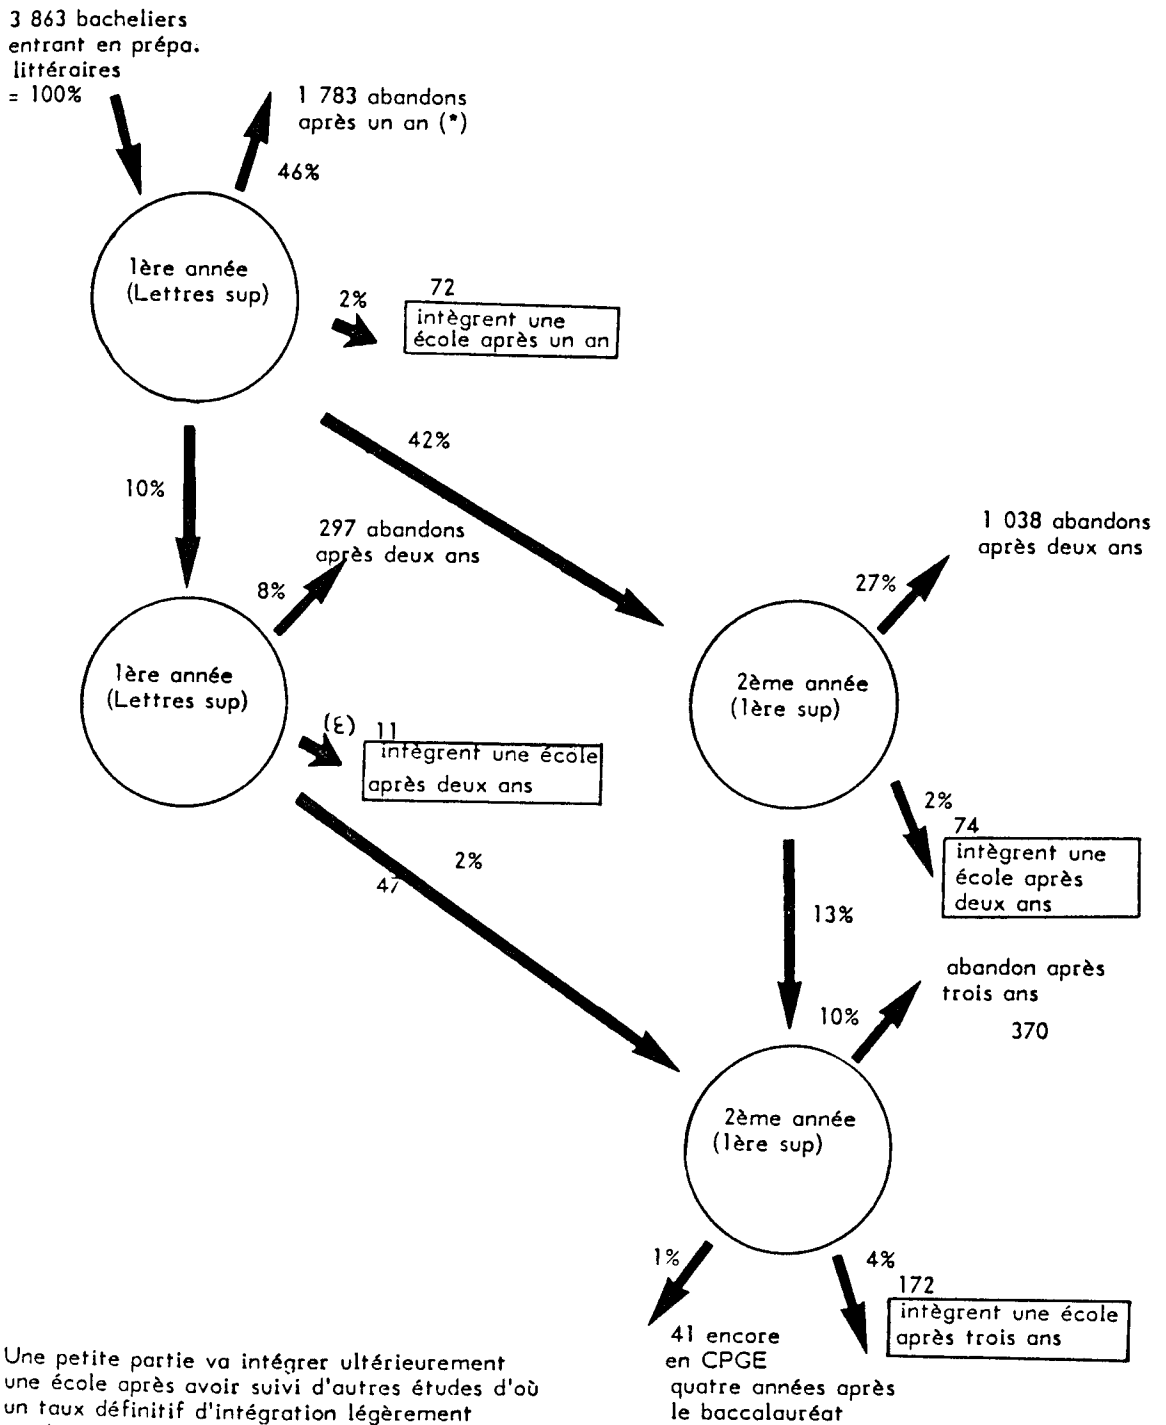 3 863 bacheliers
entrant en prépa.
littéraires
= 100%
1 783 abandons
après un an (*)
46%
1ère année
(Lettres sup)
2%
72
intègrent une
école après un an
42%
10%
297 abandons
après deux ans
8%
1 038 abandons
après deux ans
27%
1ère année
(Lettres sup)
2ème année
(1ère sup)
(ε) 11
intègrent une école
après deux ans
2%
74
intègrent une
école après
deux ans
2%
47
13%
abandon après
trois ans
370
10%
2ème année
(1ère sup)
1%
4%
172
intègrent une école
après trois ans
41 encore
en CPGE
quatre années après
le baccalauréat
Une petite partie va intégrer ultérieurement
une école après avoir suivi d'autres études d'où
un taux définitif d'intégration légèrement